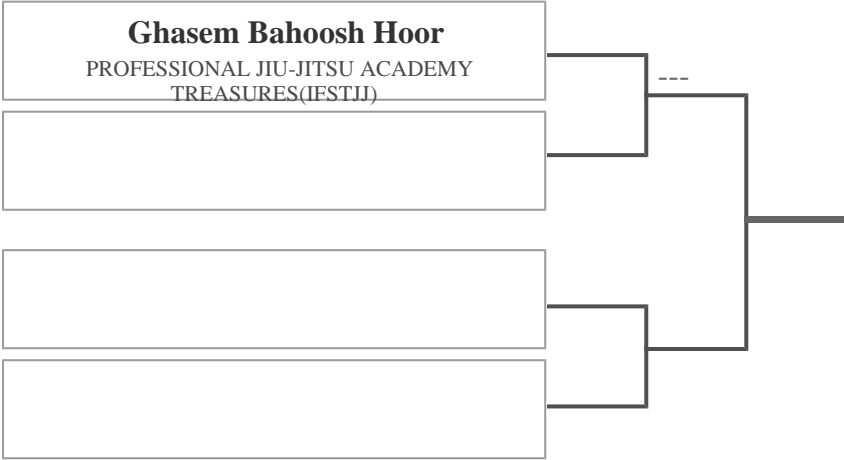 Ghasem Bahoosh Hoor
PROFESSIONAL JIU-JITSU ACADEMY
TREASURES(IFSTJJ)
---